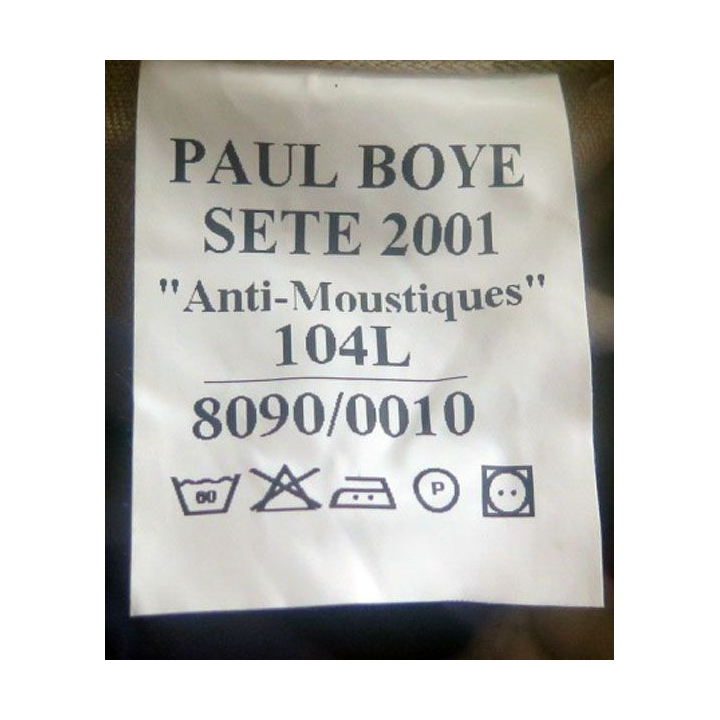 PAUL BOYE
SETE 2001
"Anti-Moustiques"
104L
8090/0010
60 P